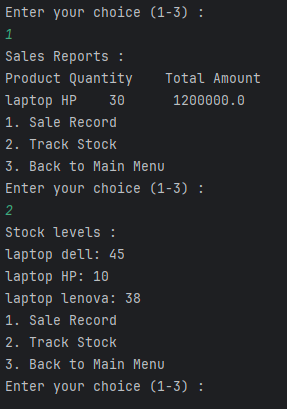 Enter your choice (1-3) :
1
Sales Reports :
Product Quantity    Total Amount
laptop HP    30      1200000.0
1. Sale Record
2. Track Stock
3. Back to Main Menu
Enter your choice (1-3) :
2
Stock levels :
laptop dell: 45
laptop HP: 10
laptop lenova: 38
1. Sale Record
2. Track Stock
3. Back to Main Menu
Enter your choice (1-3) :